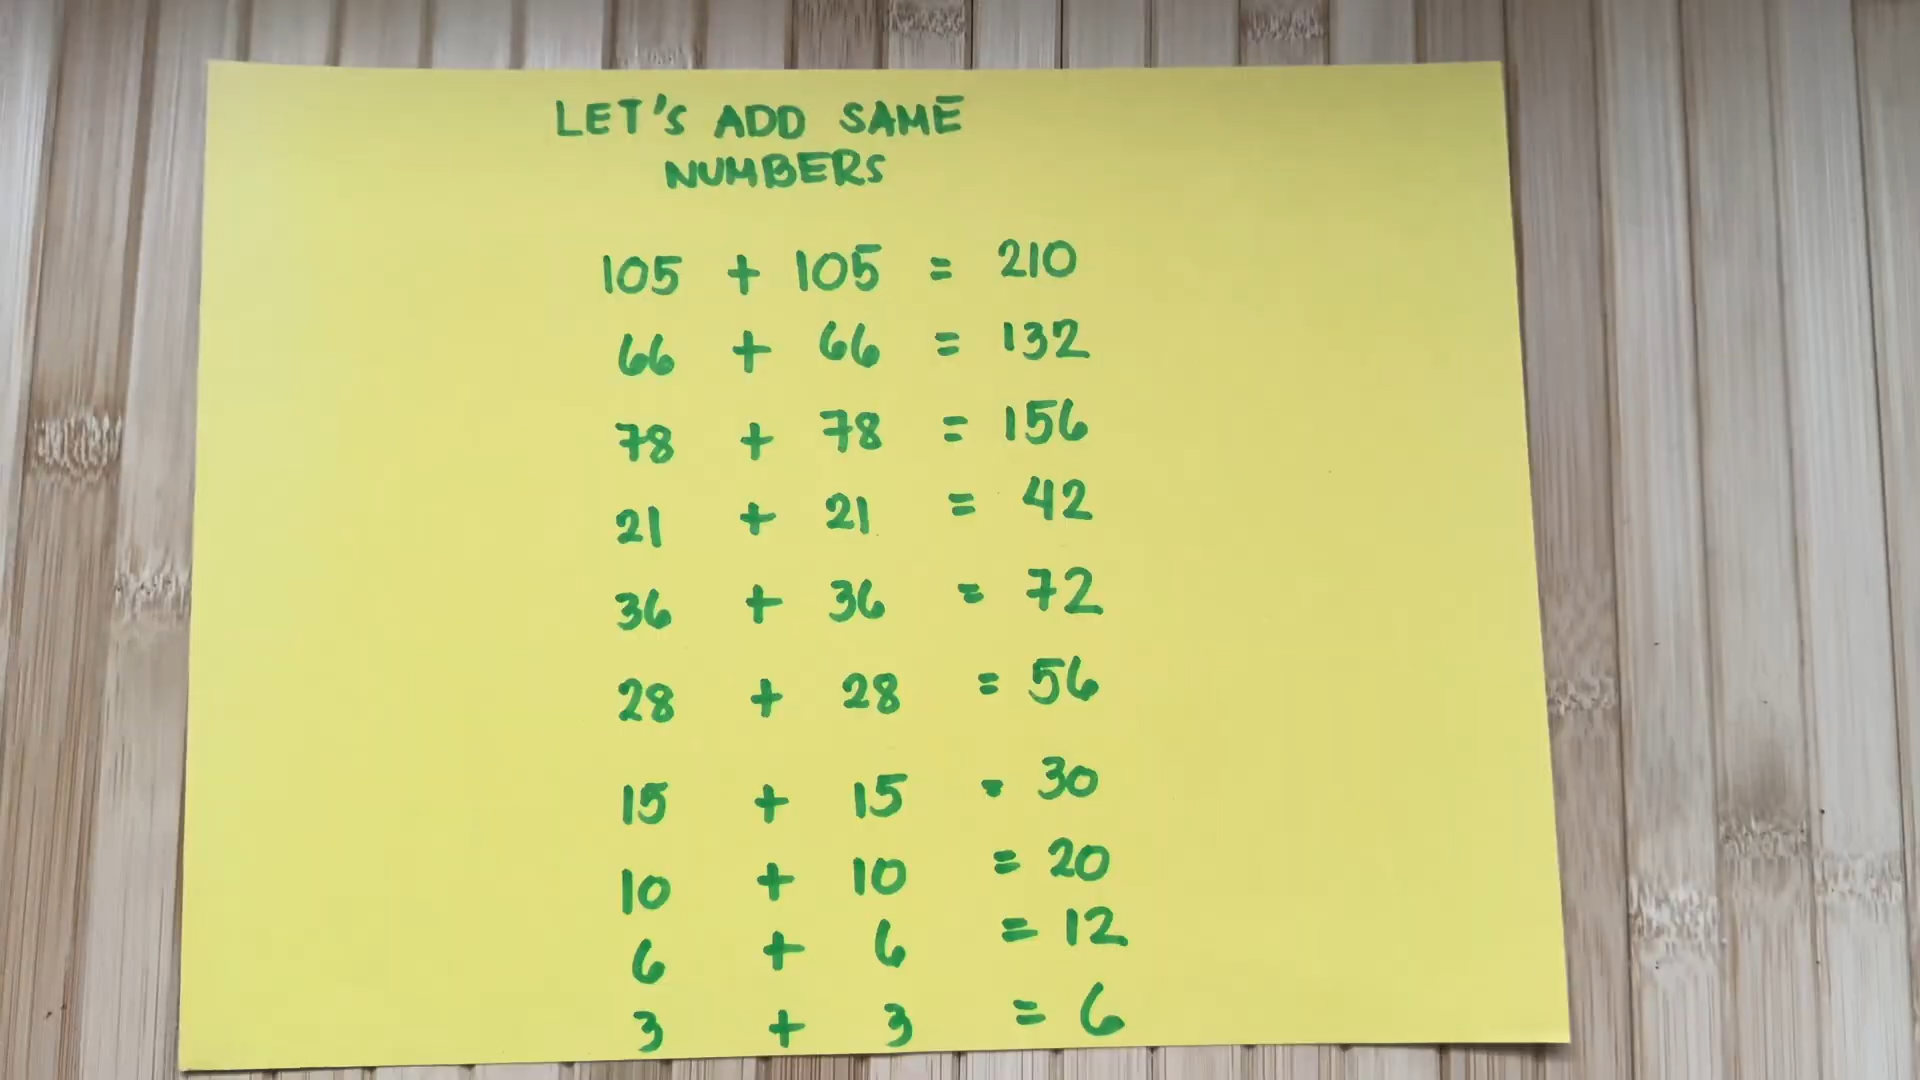 LET'S ADD SAME
NUMBERS
105 + 105 = 210
66 + 66 = 132
78 + 78 = 156
21 + 21 = 42
36 + 36 = 72
28 + 28 = 56
15 + 15 = 30
10 + 10 = 20
6 + 6 = 12
3 + 3 = 6